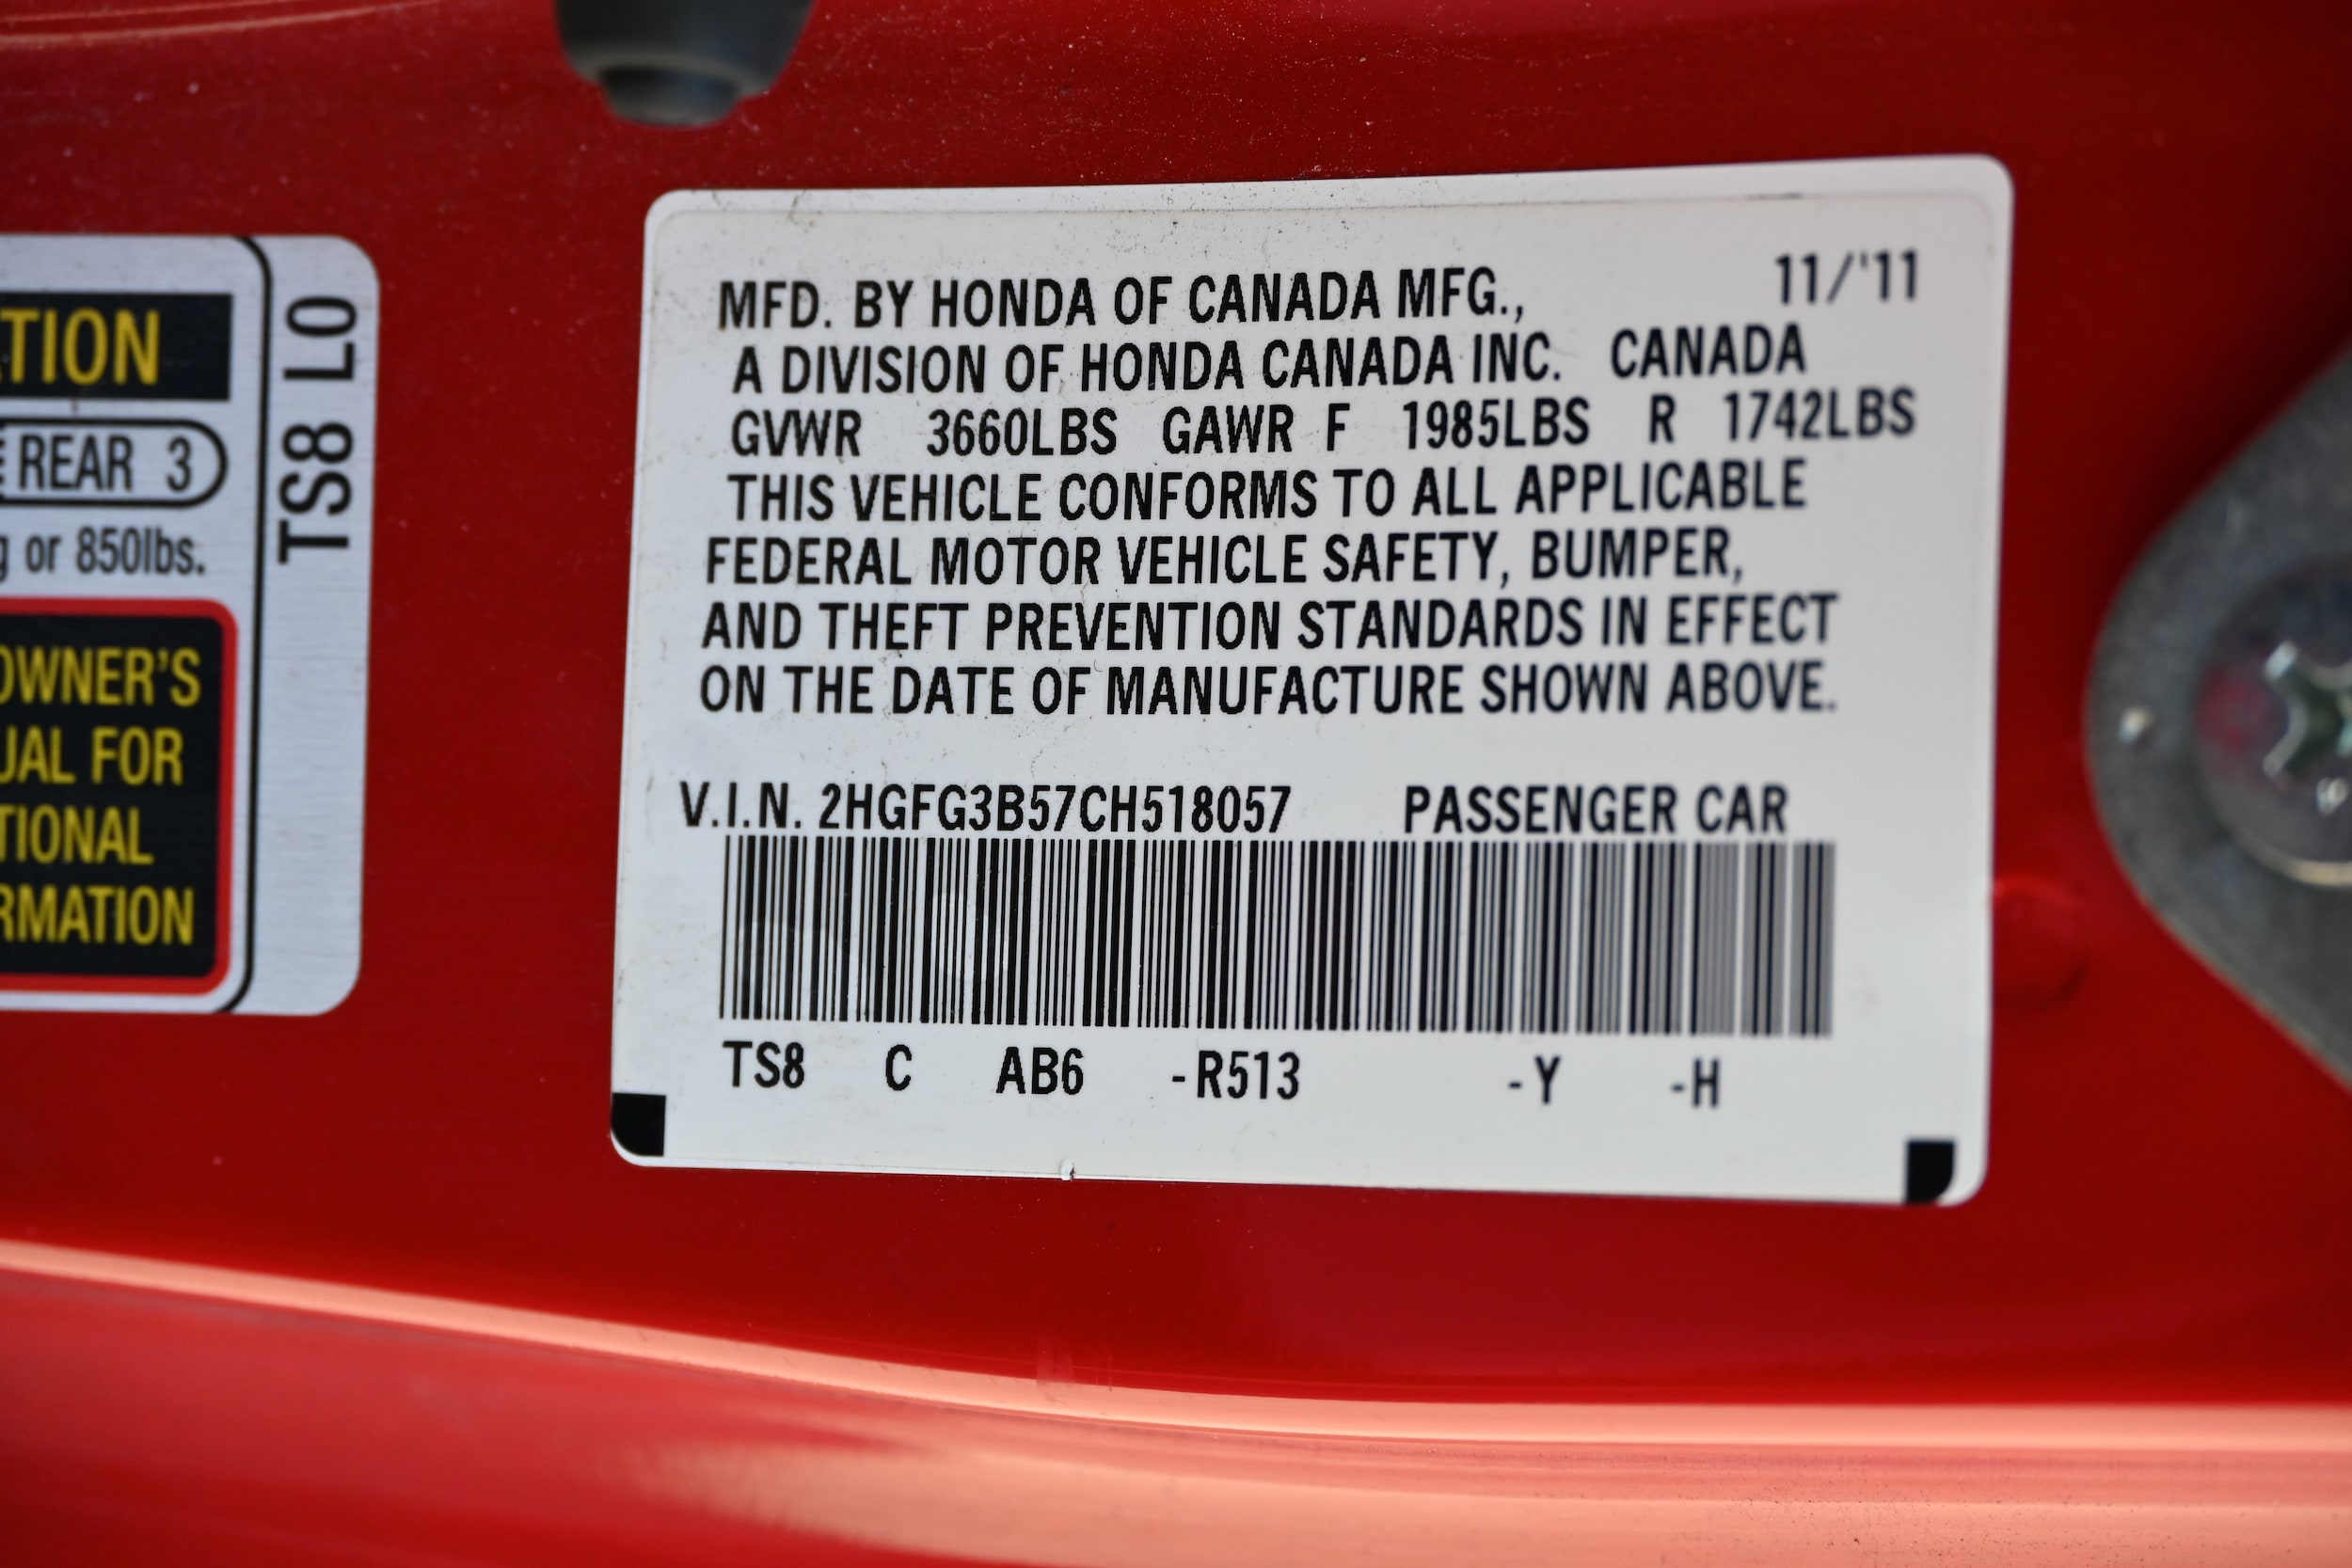 TION
REAR 3
g or 850lbs.
OWNER'S
UAL FOR
TIONAL
RMATION
TS8 L0
MFD. BY HONDA OF CANADA MFG., 11/'11
A DIVISION OF HONDA CANADA INC. CANADA
GVWR 3660LBS GAWR F 1985LBS R 1742LBS
THIS VEHICLE CONFORMS TO ALL APPLICABLE
FEDERAL MOTOR VEHICLE SAFETY, BUMPER,
AND THEFT PREVENTION STANDARDS IN EFFECT
ON THE DATE OF MANUFACTURE SHOWN ABOVE.
V.I.N. 2HGFG3B57CH518057 PASSENGER CAR
TS8 C AB6 -R513 -Y -H